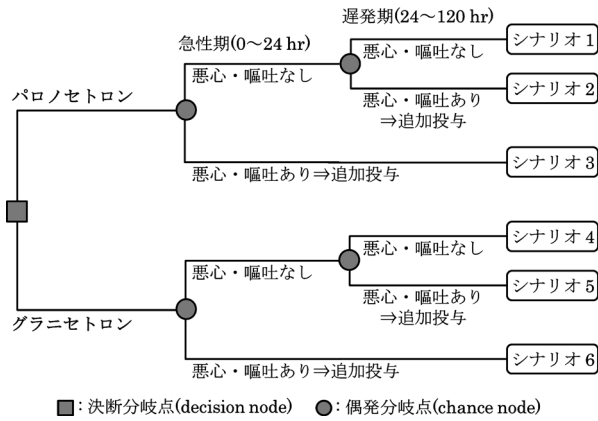 遅発期(24～120 hr)
急性期(0～24 hr)
悪心・嘔吐なし
シナリオ 1
悪心・嘔吐なし
パロノセトロン
悪心・嘔吐あり
⇒追加投与
シナリオ 2
悪心・嘔吐あり⇒追加投与
シナリオ 3
悪心・嘔吐なし
シナリオ 4
悪心・嘔吐なし
悪心・嘔吐あり
⇒追加投与
シナリオ 5
グラニセトロン
悪心・嘔吐あり⇒追加投与
シナリオ 6
：決断分岐点(decision node) ：偶発分岐点(chance node)